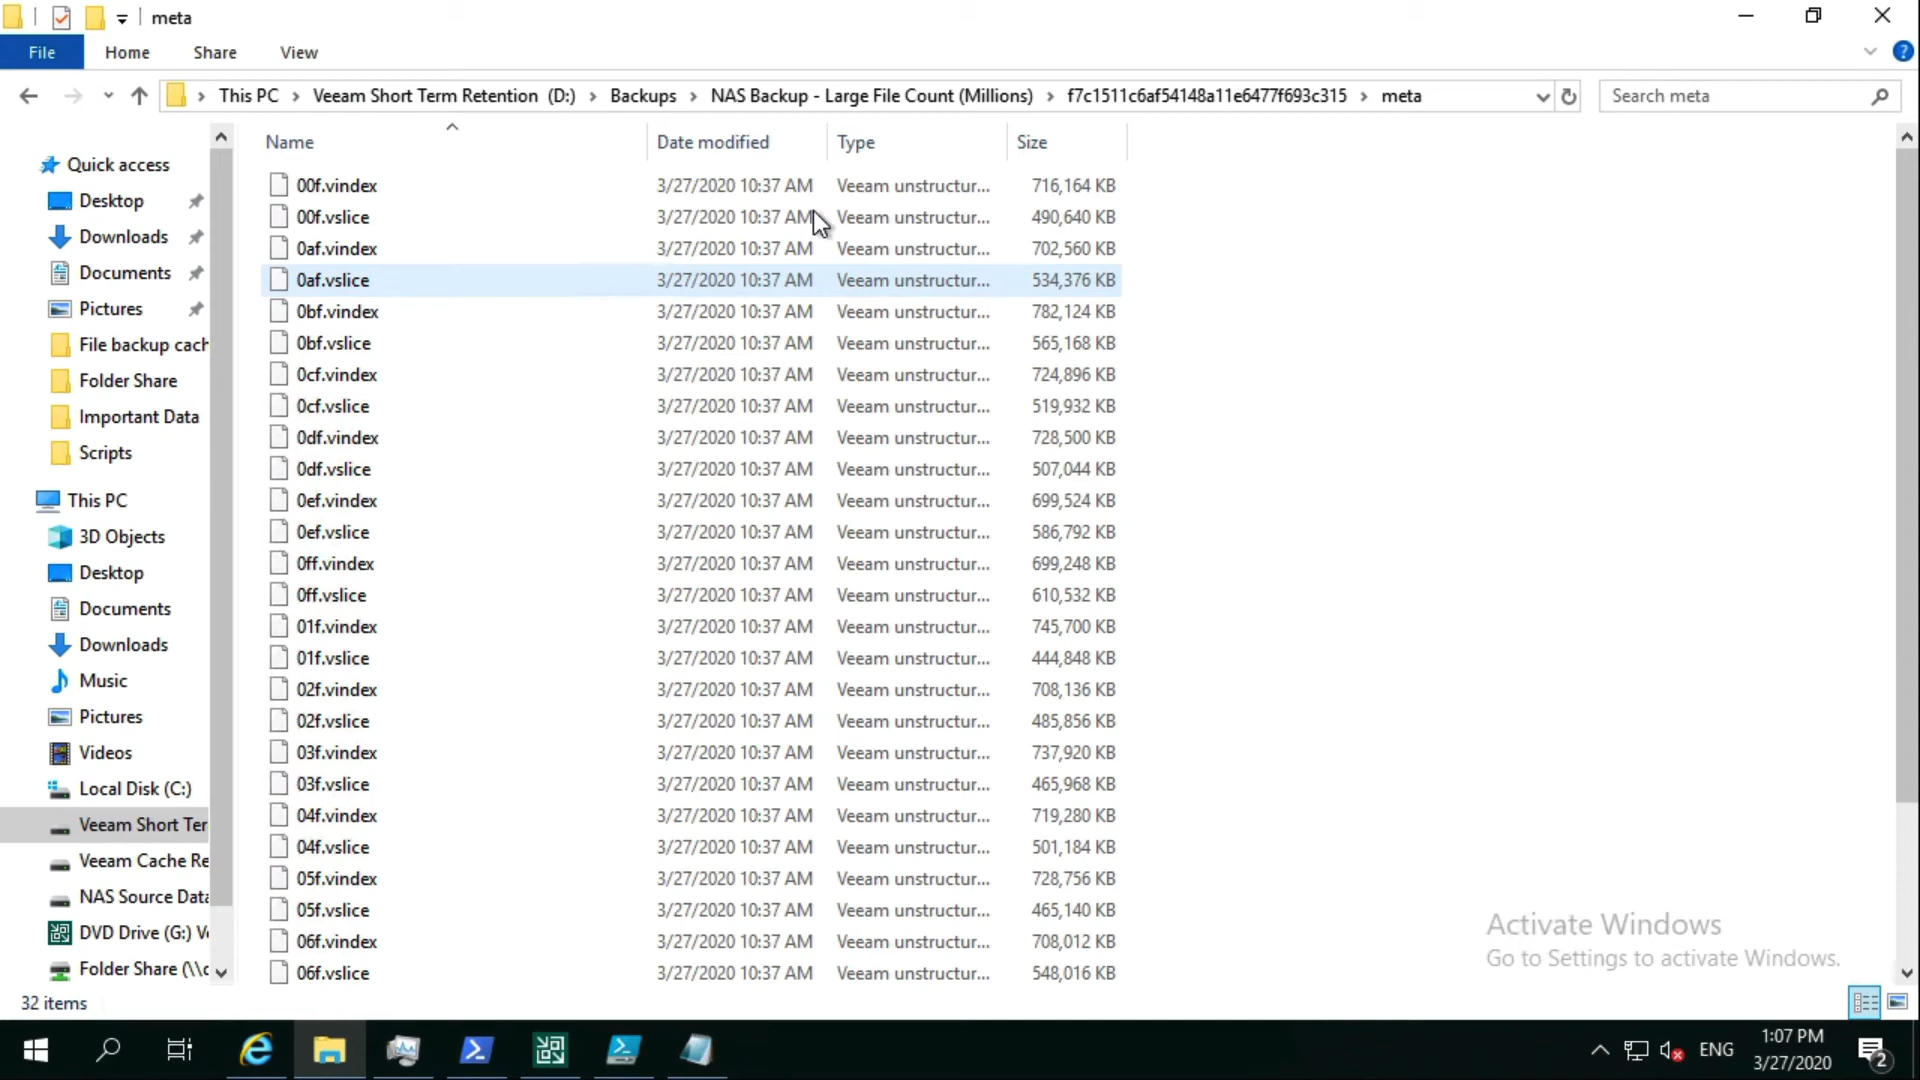 meta
File Home Share View
This PC Veeam Short Term Retention (D:) Backups NAS Backup - Large File Count (Millions) f7c1511c6af54148a11e6477f693c315 meta Search meta
Name Date modified Type Size
Quick access
Desktop
Downloads
Documents
Pictures
File backup cach
Folder Share
Important Data
Scripts
This PC
3D Objects
Desktop
Documents
Downloads
Music
Pictures
Videos
Local Disk (C:)
Veeam Short Ter
Veeam Cache Re
NAS Source Data
DVD Drive (G:) Ve
Folder Share (\\c
00f.vindex 3/27/2020 10:37 AM Veeam unstructur... 716,164 KB
00f.vslice 3/27/2020 10:37 AM Veeam unstructur... 490,640 KB
0af.vindex 3/27/2020 10:37 AM Veeam unstructur... 702,560 KB
0af.vslice 3/27/2020 10:37 AM Veeam unstructur... 534,376 KB
0bf.vindex 3/27/2020 10:37 AM Veeam unstructur... 782,124 KB
0bf.vslice 3/27/2020 10:37 AM Veeam unstructur... 565,168 KB
0cf.vindex 3/27/2020 10:37 AM Veeam unstructur... 724,896 KB
0cf.vslice 3/27/2020 10:37 AM Veeam unstructur... 519,932 KB
0df.vindex 3/27/2020 10:37 AM Veeam unstructur... 728,500 KB
0df.vslice 3/27/2020 10:37 AM Veeam unstructur... 507,044 KB
0ef.vindex 3/27/2020 10:37 AM Veeam unstructur... 699,524 KB
0ef.vslice 3/27/2020 10:37 AM Veeam unstructur... 586,792 KB
0ff.vindex 3/27/2020 10:37 AM Veeam unstructur... 699,248 KB
0ff.vslice 3/27/2020 10:37 AM Veeam unstructur... 610,532 KB
01f.vindex 3/27/2020 10:37 AM Veeam unstructur... 745,700 KB
01f.vslice 3/27/2020 10:37 AM Veeam unstructur... 444,848 KB
02f.vindex 3/27/2020 10:37 AM Veeam unstructur... 708,136 KB
02f.vslice 3/27/2020 10:37 AM Veeam unstructur... 485,856 KB
03f.vindex 3/27/2020 10:37 AM Veeam unstructur... 737,920 KB
03f.vslice 3/27/2020 10:37 AM Veeam unstructur... 465,968 KB
04f.vindex 3/27/2020 10:37 AM Veeam unstructur... 719,280 KB
04f.vslice 3/27/2020 10:37 AM Veeam unstructur... 501,184 KB
05f.vindex 3/27/2020 10:37 AM Veeam unstructur... 728,756 KB
05f.vslice 3/27/2020 10:37 AM Veeam unstructur... 465,140 KB
06f.vindex 3/27/2020 10:37 AM Veeam unstructur... 708,012 KB
06f.vslice 3/27/2020 10:37 AM Veeam unstructur... 548,016 KB
Activate Windows
Go to Settings to activate Windows.
32 items
ENG
1:07 PM
3/27/2020
2